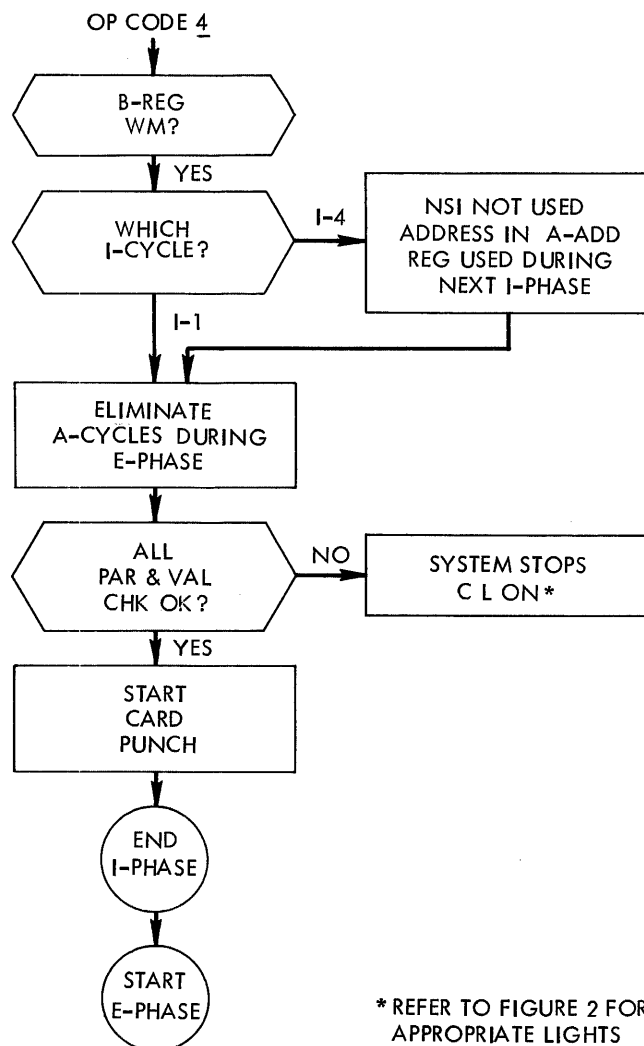 OP CODE 4
B-REG
WM?
YES
WHICH
I-CYCLE?
I-4
NSI NOT USED
ADDRESS IN A-ADD
REG USED DURING
NEXT I-PHASE
I-1
ELIMINATE
A-CYCLES DURING
E-PHASE
ALL
PAR & VAL
CHK OK?
NO
SYSTEM STOPS
C L ON*
YES
START
CARD
PUNCH
END
I-PHASE
START
E-PHASE
* REFER TO FIGURE 2 FOR
APPROPRIATE LIGHTS